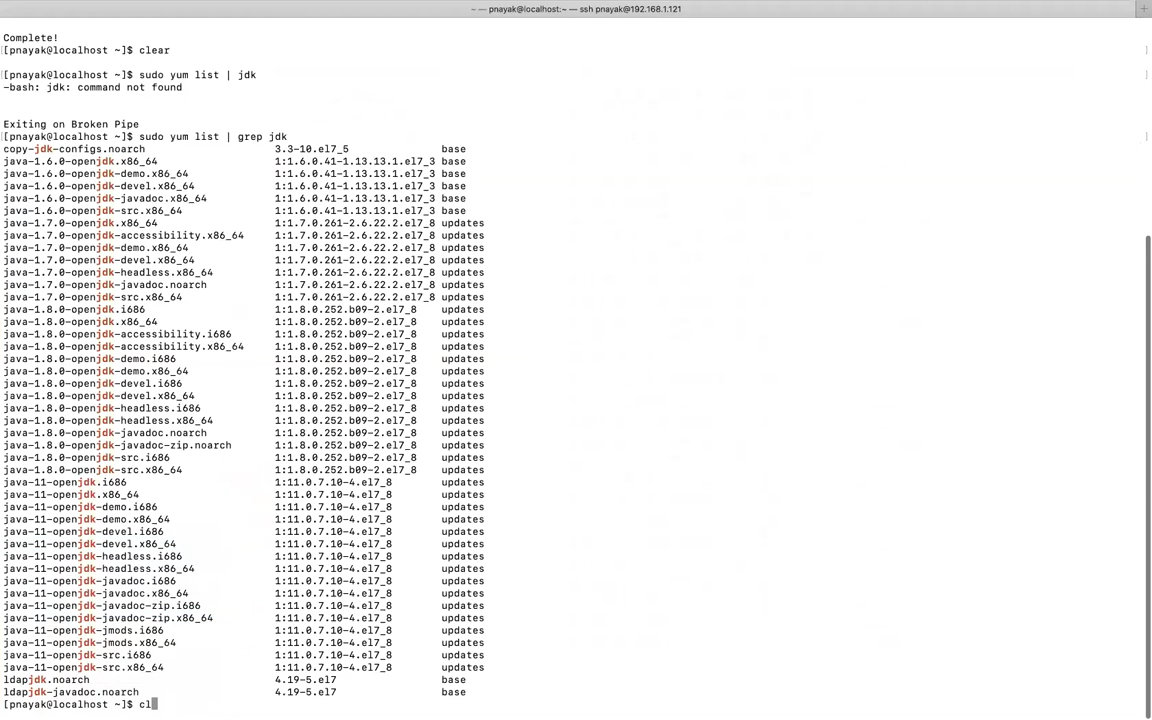 ~ — pnayak@localhost:~ — ssh pnayak@192.168.1.121
Complete!
[pnayak@localhost ~]$ clear
[pnayak@localhost ~]$ sudo yum list | jdk
-bash: jdk: command not found
Exiting on Broken Pipe
[pnayak@localhost ~]$ sudo yum list | grep jdk
copy-jdk-configs.noarch 3.3-10.el7_5 base
java-1.6.0-openjdk.x86_64 1:1.6.0.41-1.13.13.1.el7_3 base
java-1.6.0-openjdk-demo.x86_64 1:1.6.0.41-1.13.13.1.el7_3 base
java-1.6.0-openjdk-devel.x86_64 1:1.6.0.41-1.13.13.1.el7_3 base
java-1.6.0-openjdk-javadoc.x86_64 1:1.6.0.41-1.13.13.1.el7_3 base
java-1.6.0-openjdk-src.x86_64 1:1.6.0.41-1.13.13.1.el7_3 base
java-1.7.0-openjdk.x86_64 1:1.7.0.261-2.6.22.2.el7_8 updates
java-1.7.0-openjdk-accessibility.x86_64 1:1.7.0.261-2.6.22.2.el7_8 updates
java-1.7.0-openjdk-demo.x86_64 1:1.7.0.261-2.6.22.2.el7_8 updates
java-1.7.0-openjdk-devel.x86_64 1:1.7.0.261-2.6.22.2.el7_8 updates
java-1.7.0-openjdk-headless.x86_64 1:1.7.0.261-2.6.22.2.el7_8 updates
java-1.7.0-openjdk-javadoc.noarch 1:1.7.0.261-2.6.22.2.el7_8 updates
java-1.7.0-openjdk-src.x86_64 1:1.7.0.261-2.6.22.2.el7_8 updates
java-1.8.0-openjdk.i686 1:1.8.0.252.b09-2.el7_8 updates
java-1.8.0-openjdk.x86_64 1:1.8.0.252.b09-2.el7_8 updates
java-1.8.0-openjdk-accessibility.i686 1:1.8.0.252.b09-2.el7_8 updates
java-1.8.0-openjdk-accessibility.x86_64 1:1.8.0.252.b09-2.el7_8 updates
java-1.8.0-openjdk-demo.i686 1:1.8.0.252.b09-2.el7_8 updates
java-1.8.0-openjdk-demo.x86_64 1:1.8.0.252.b09-2.el7_8 updates
java-1.8.0-openjdk-devel.i686 1:1.8.0.252.b09-2.el7_8 updates
java-1.8.0-openjdk-devel.x86_64 1:1.8.0.252.b09-2.el7_8 updates
java-1.8.0-openjdk-headless.i686 1:1.8.0.252.b09-2.el7_8 updates
java-1.8.0-openjdk-headless.x86_64 1:1.8.0.252.b09-2.el7_8 updates
java-1.8.0-openjdk-javadoc.noarch 1:1.8.0.252.b09-2.el7_8 updates
java-1.8.0-openjdk-javadoc-zip.noarch 1:1.8.0.252.b09-2.el7_8 updates
java-1.8.0-openjdk-src.i686 1:1.8.0.252.b09-2.el7_8 updates
java-1.8.0-openjdk-src.x86_64 1:1.8.0.252.b09-2.el7_8 updates
java-11-openjdk.i686 1:11.0.7.10-4.el7_8 updates
java-11-openjdk.x86_64 1:11.0.7.10-4.el7_8 updates
java-11-openjdk-demo.i686 1:11.0.7.10-4.el7_8 updates
java-11-openjdk-demo.x86_64 1:11.0.7.10-4.el7_8 updates
java-11-openjdk-devel.i686 1:11.0.7.10-4.el7_8 updates
java-11-openjdk-devel.x86_64 1:11.0.7.10-4.el7_8 updates
java-11-openjdk-headless.i686 1:11.0.7.10-4.el7_8 updates
java-11-openjdk-headless.x86_64 1:11.0.7.10-4.el7_8 updates
java-11-openjdk-javadoc.i686 1:11.0.7.10-4.el7_8 updates
java-11-openjdk-javadoc.x86_64 1:11.0.7.10-4.el7_8 updates
java-11-openjdk-javadoc-zip.i686 1:11.0.7.10-4.el7_8 updates
java-11-openjdk-javadoc-zip.x86_64 1:11.0.7.10-4.el7_8 updates
java-11-openjdk-jmods.i686 1:11.0.7.10-4.el7_8 updates
java-11-openjdk-jmods.x86_64 1:11.0.7.10-4.el7_8 updates
java-11-openjdk-src.i686 1:11.0.7.10-4.el7_8 updates
java-11-openjdk-src.x86_64 1:11.0.7.10-4.el7_8 updates
ldapjdk.noarch 4.19-5.el7 base
ldapjdk-javadoc.noarch 4.19-5.el7 base
[pnayak@localhost ~]$ cl